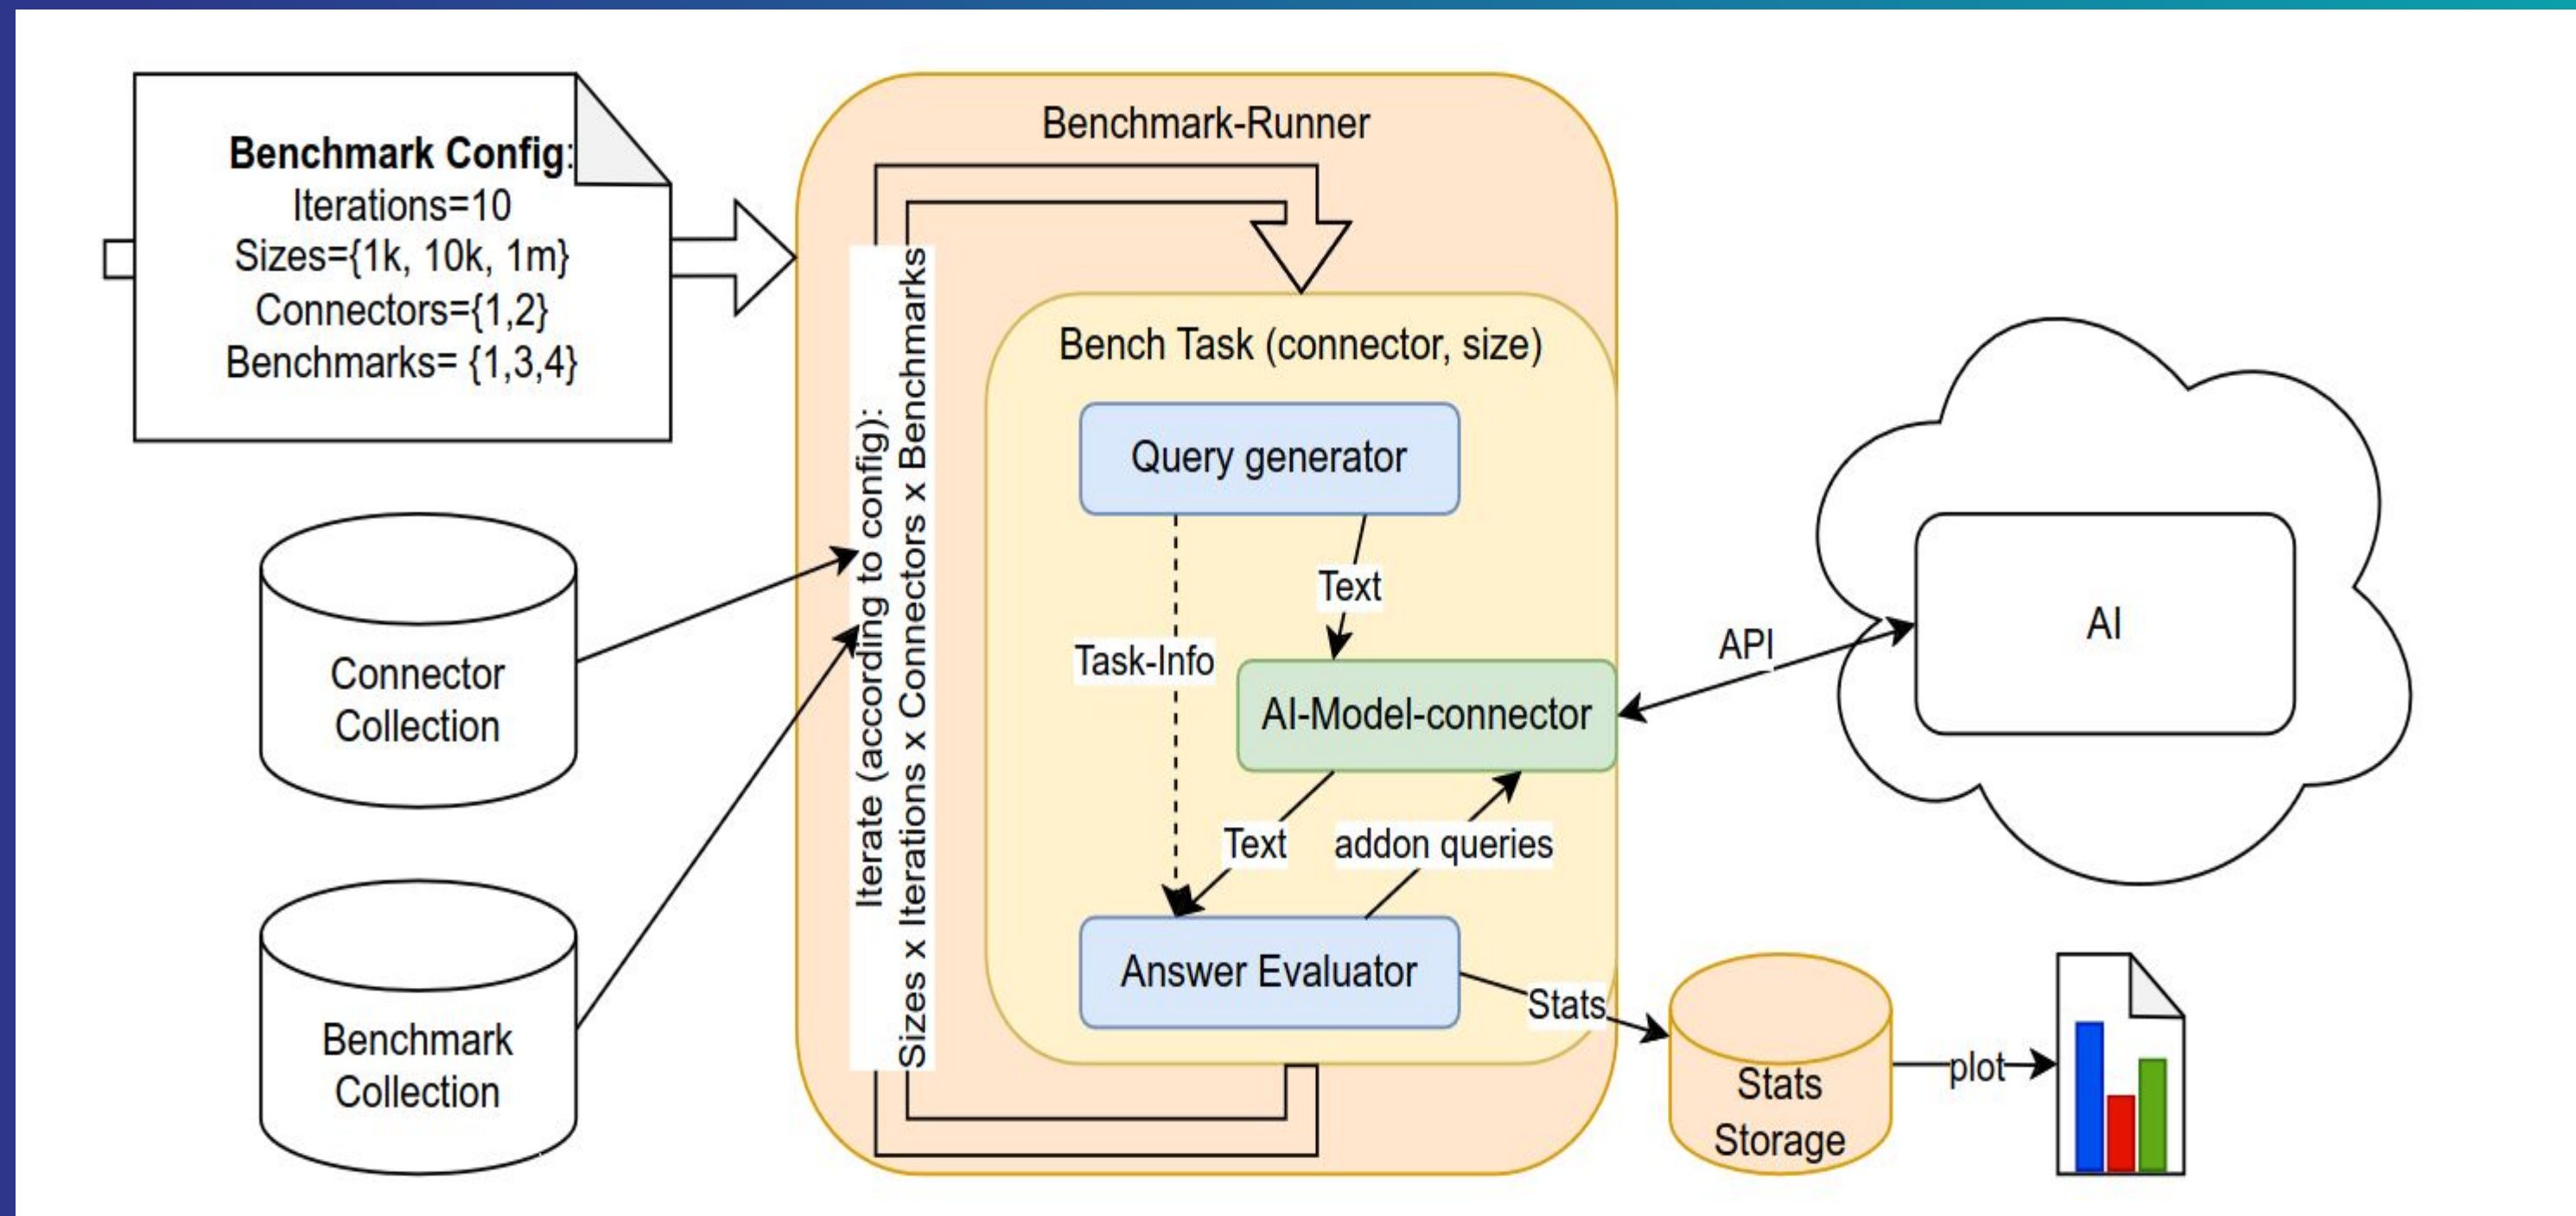 Benchmark Config:
Iterations=10
Sizes={1k, 10k, 1m}
Connectors={1,2}
Benchmarks= {1,3,4}
Connector
Collection
Benchmark
Collection
Benchmark-Runner
Iterate (according to config):
Sizes x Iterations x Connectors x Benchmarks
Bench Task (connector, size)
Query generator
Text
Task-Info
AI-Model-connector
Text
addon queries
Answer Evaluator
API
AI
Stats
Stats
Storage
plot